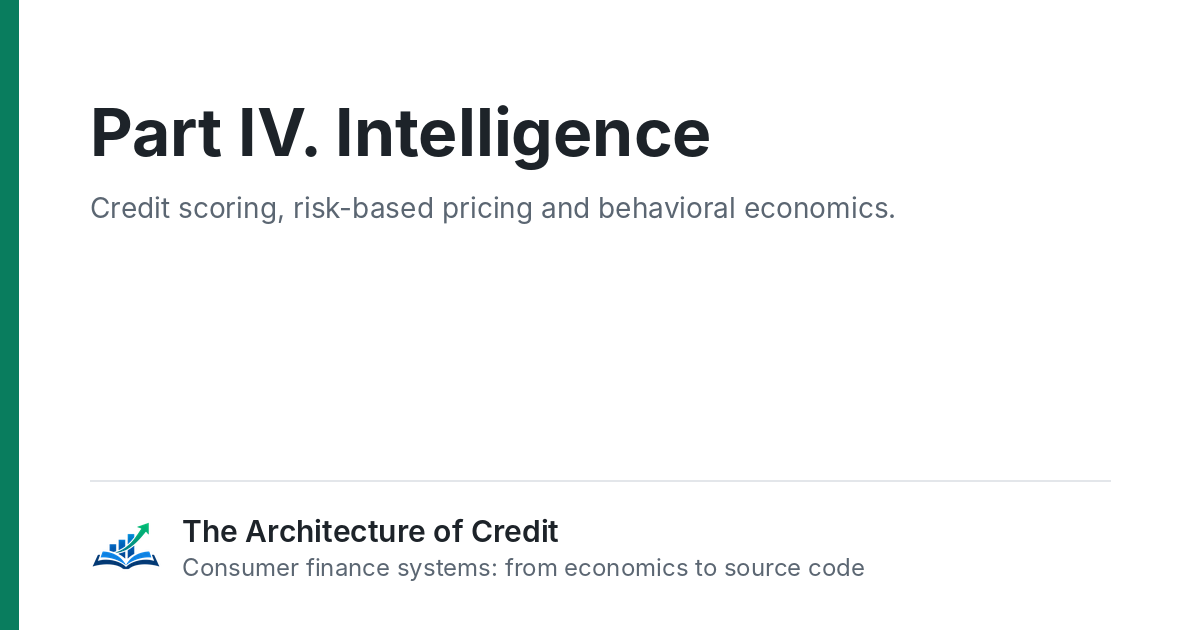 Part IV. Intelligence
Credit scoring, risk-based pricing and behavioral economics.
The Architecture of Credit
Consumer finance systems: from economics to source code